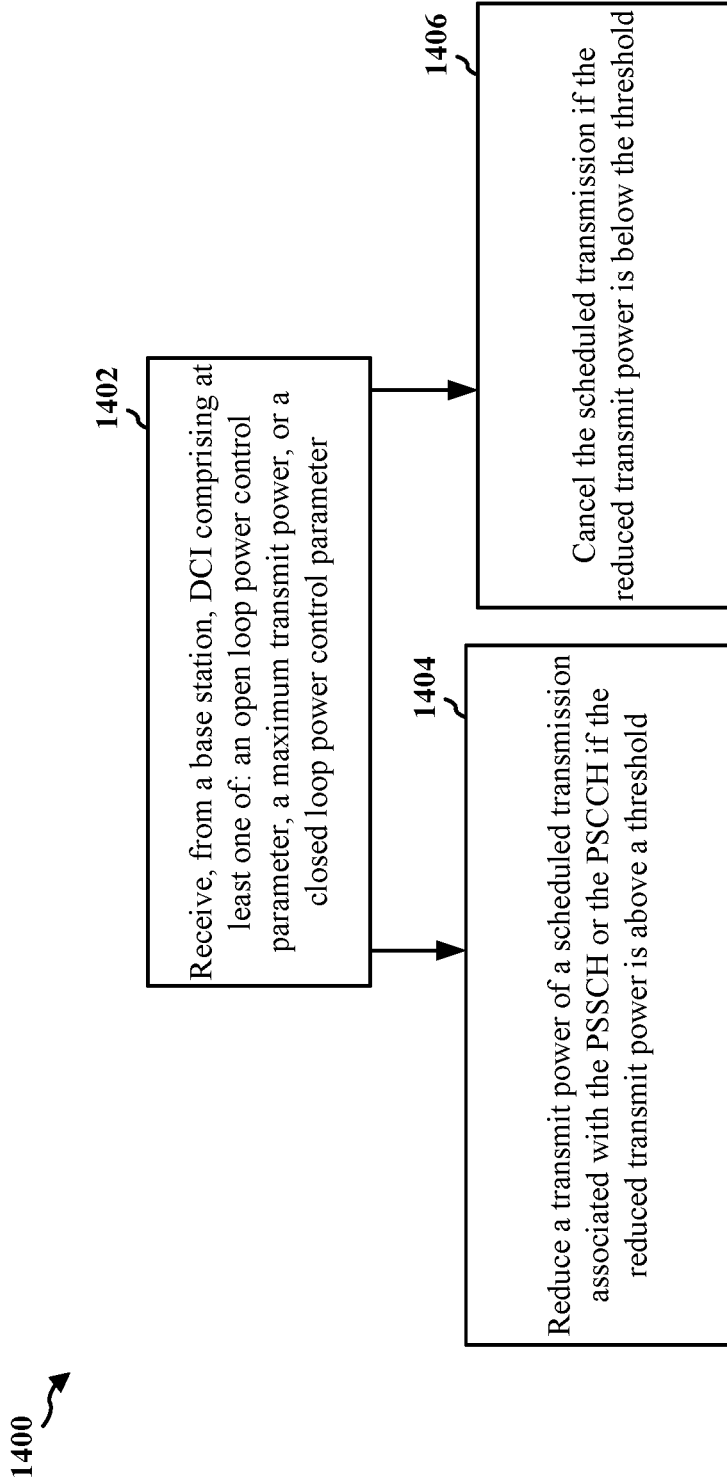 1400
1402
Receive, from a base station, DCI comprising at
least one of: an open loop power control
parameter, a maximum transmit power, or a
closed loop power control parameter
1404
Reduce a transmit power of a scheduled transmission
associated with the PSSCH or the PSCCH if the
reduced transmit power is above a threshold
1406
Cancel the scheduled transmission if the
reduced transmit power is below the threshold